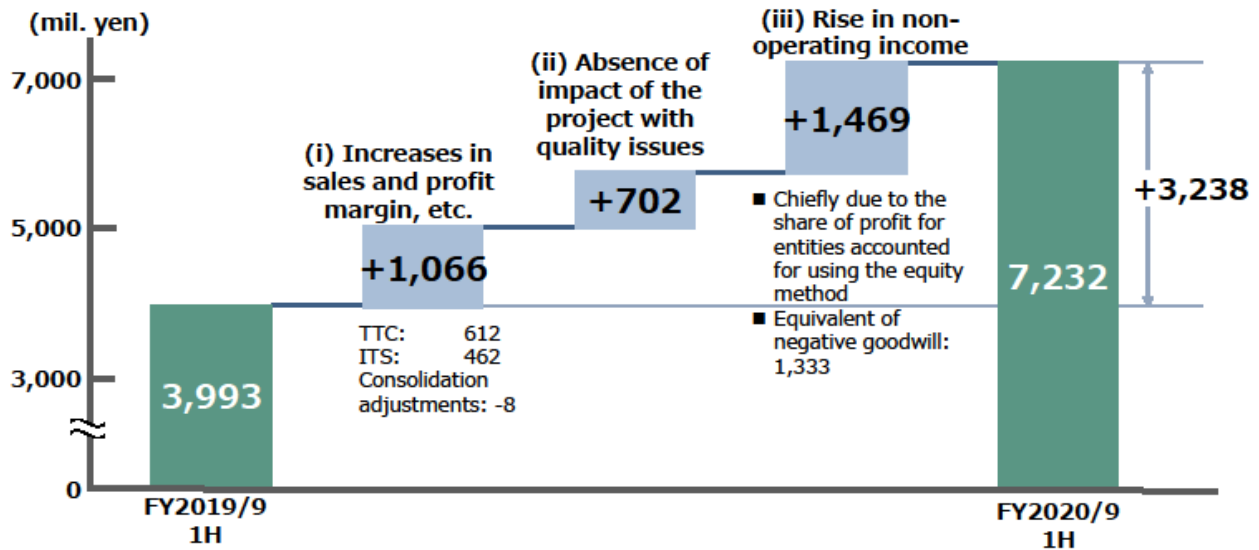 (mil. yen)
7,000
5,000
3,000
0
3,993
FY2019/9
1H
(i) Increases in
sales and profit
margin, etc.
+1,066
TTC: 612
ITS: 462
Consolidation
adjustments: -8
(ii) Absence of
impact of the
project with
quality issues
+702
(iii) Rise in non-
operating income
+1,469
■ Chiefly due to the
share of profit for
entities accounted
for using the equity
method
■ Equivalent of
negative goodwill:
1,333
7,232
FY2020/9
1H
+3,238